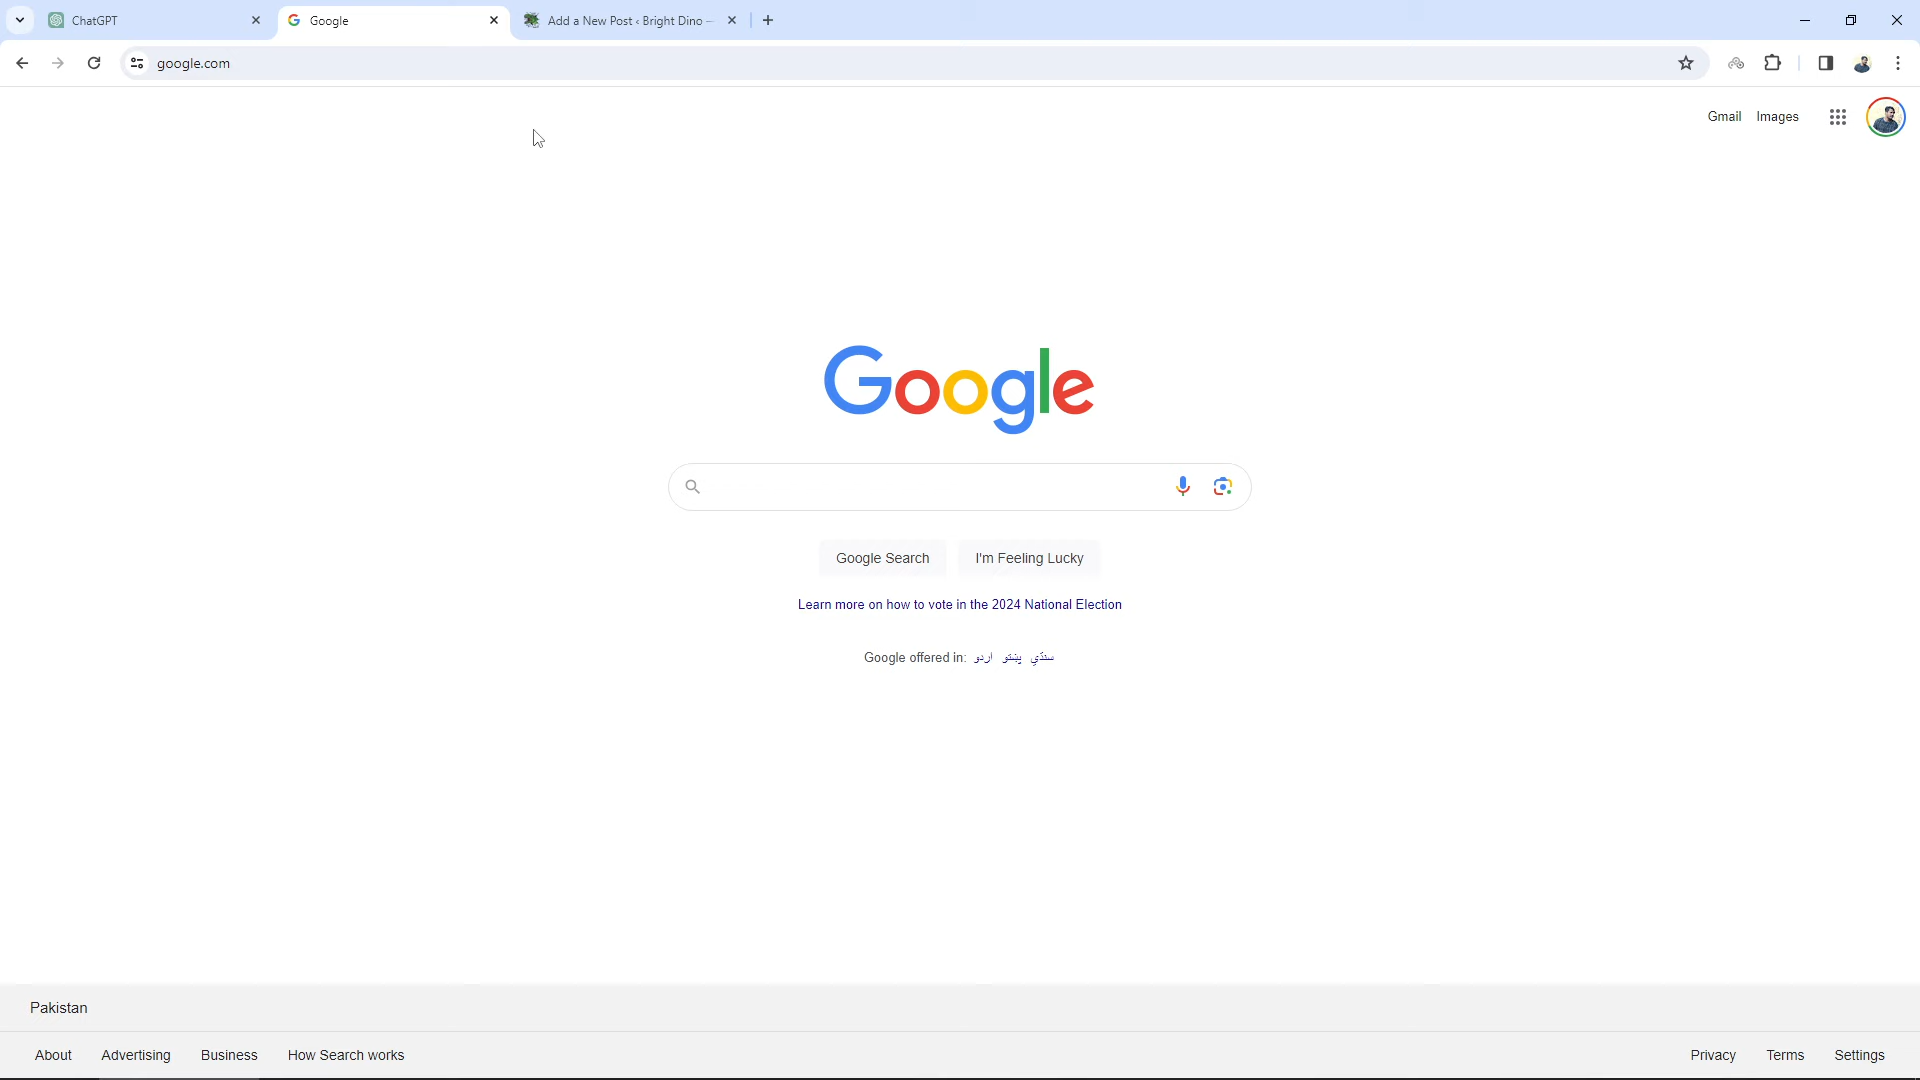 ChatGPT
Google
Add a New Post ‹ Bright Dino —
google.com
Gmail Images
Google
Google Search
I'm Feeling Lucky
Learn more on how to vote in the 2024 National Election
Google offered in: اردو پښتو سنڌي
Pakistan
About Advertising Business How Search works
Privacy Terms Settings